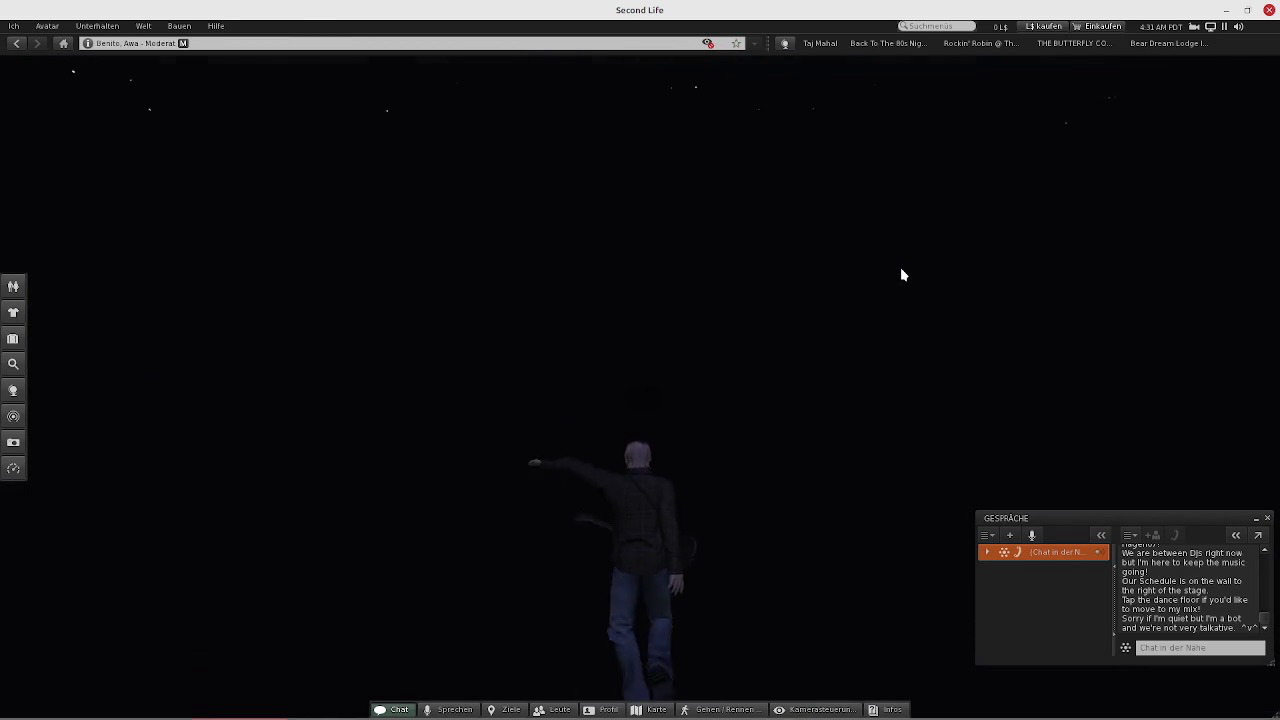 Second Life
Ich Avatar Unterhalten Welt Bauen Hilfe
Suchmenüs
0 L$
L$ kaufen
Einkaufen
4:31 AM PDT
Benito, Awa - Moderat M
Taj Mahal
Back To The 80s Nig...
Rockin' Robin @ Th...
THE BUTTERFLY CO...
Bear Dream Lodge I...
GESPRÄCHE
(Chat in der N...
We are between DJs right now
but I'm here to keep the music
going!
Our Schedule is on the wall to
the right of the stage.
Tap the dance floor if you'd like
to move to my mix!
Sorry if I'm quiet but I'm a bot
and we're not very talkative. ^v^
Chat in der Nähe
Chat Sprechen Ziele Leute Profil Karte Gehen / Rennen ... Kamerasteuerun... Infos